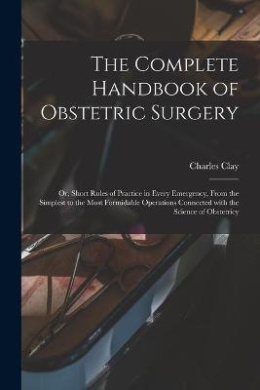 The Complete
Handbook of
Obstetric Surgery
Charles Clay
Or, Short Rules of Practice in Every Emergency, From the
Simplest to the Most Formidable Operations Connected with the
Science of Obstetricy